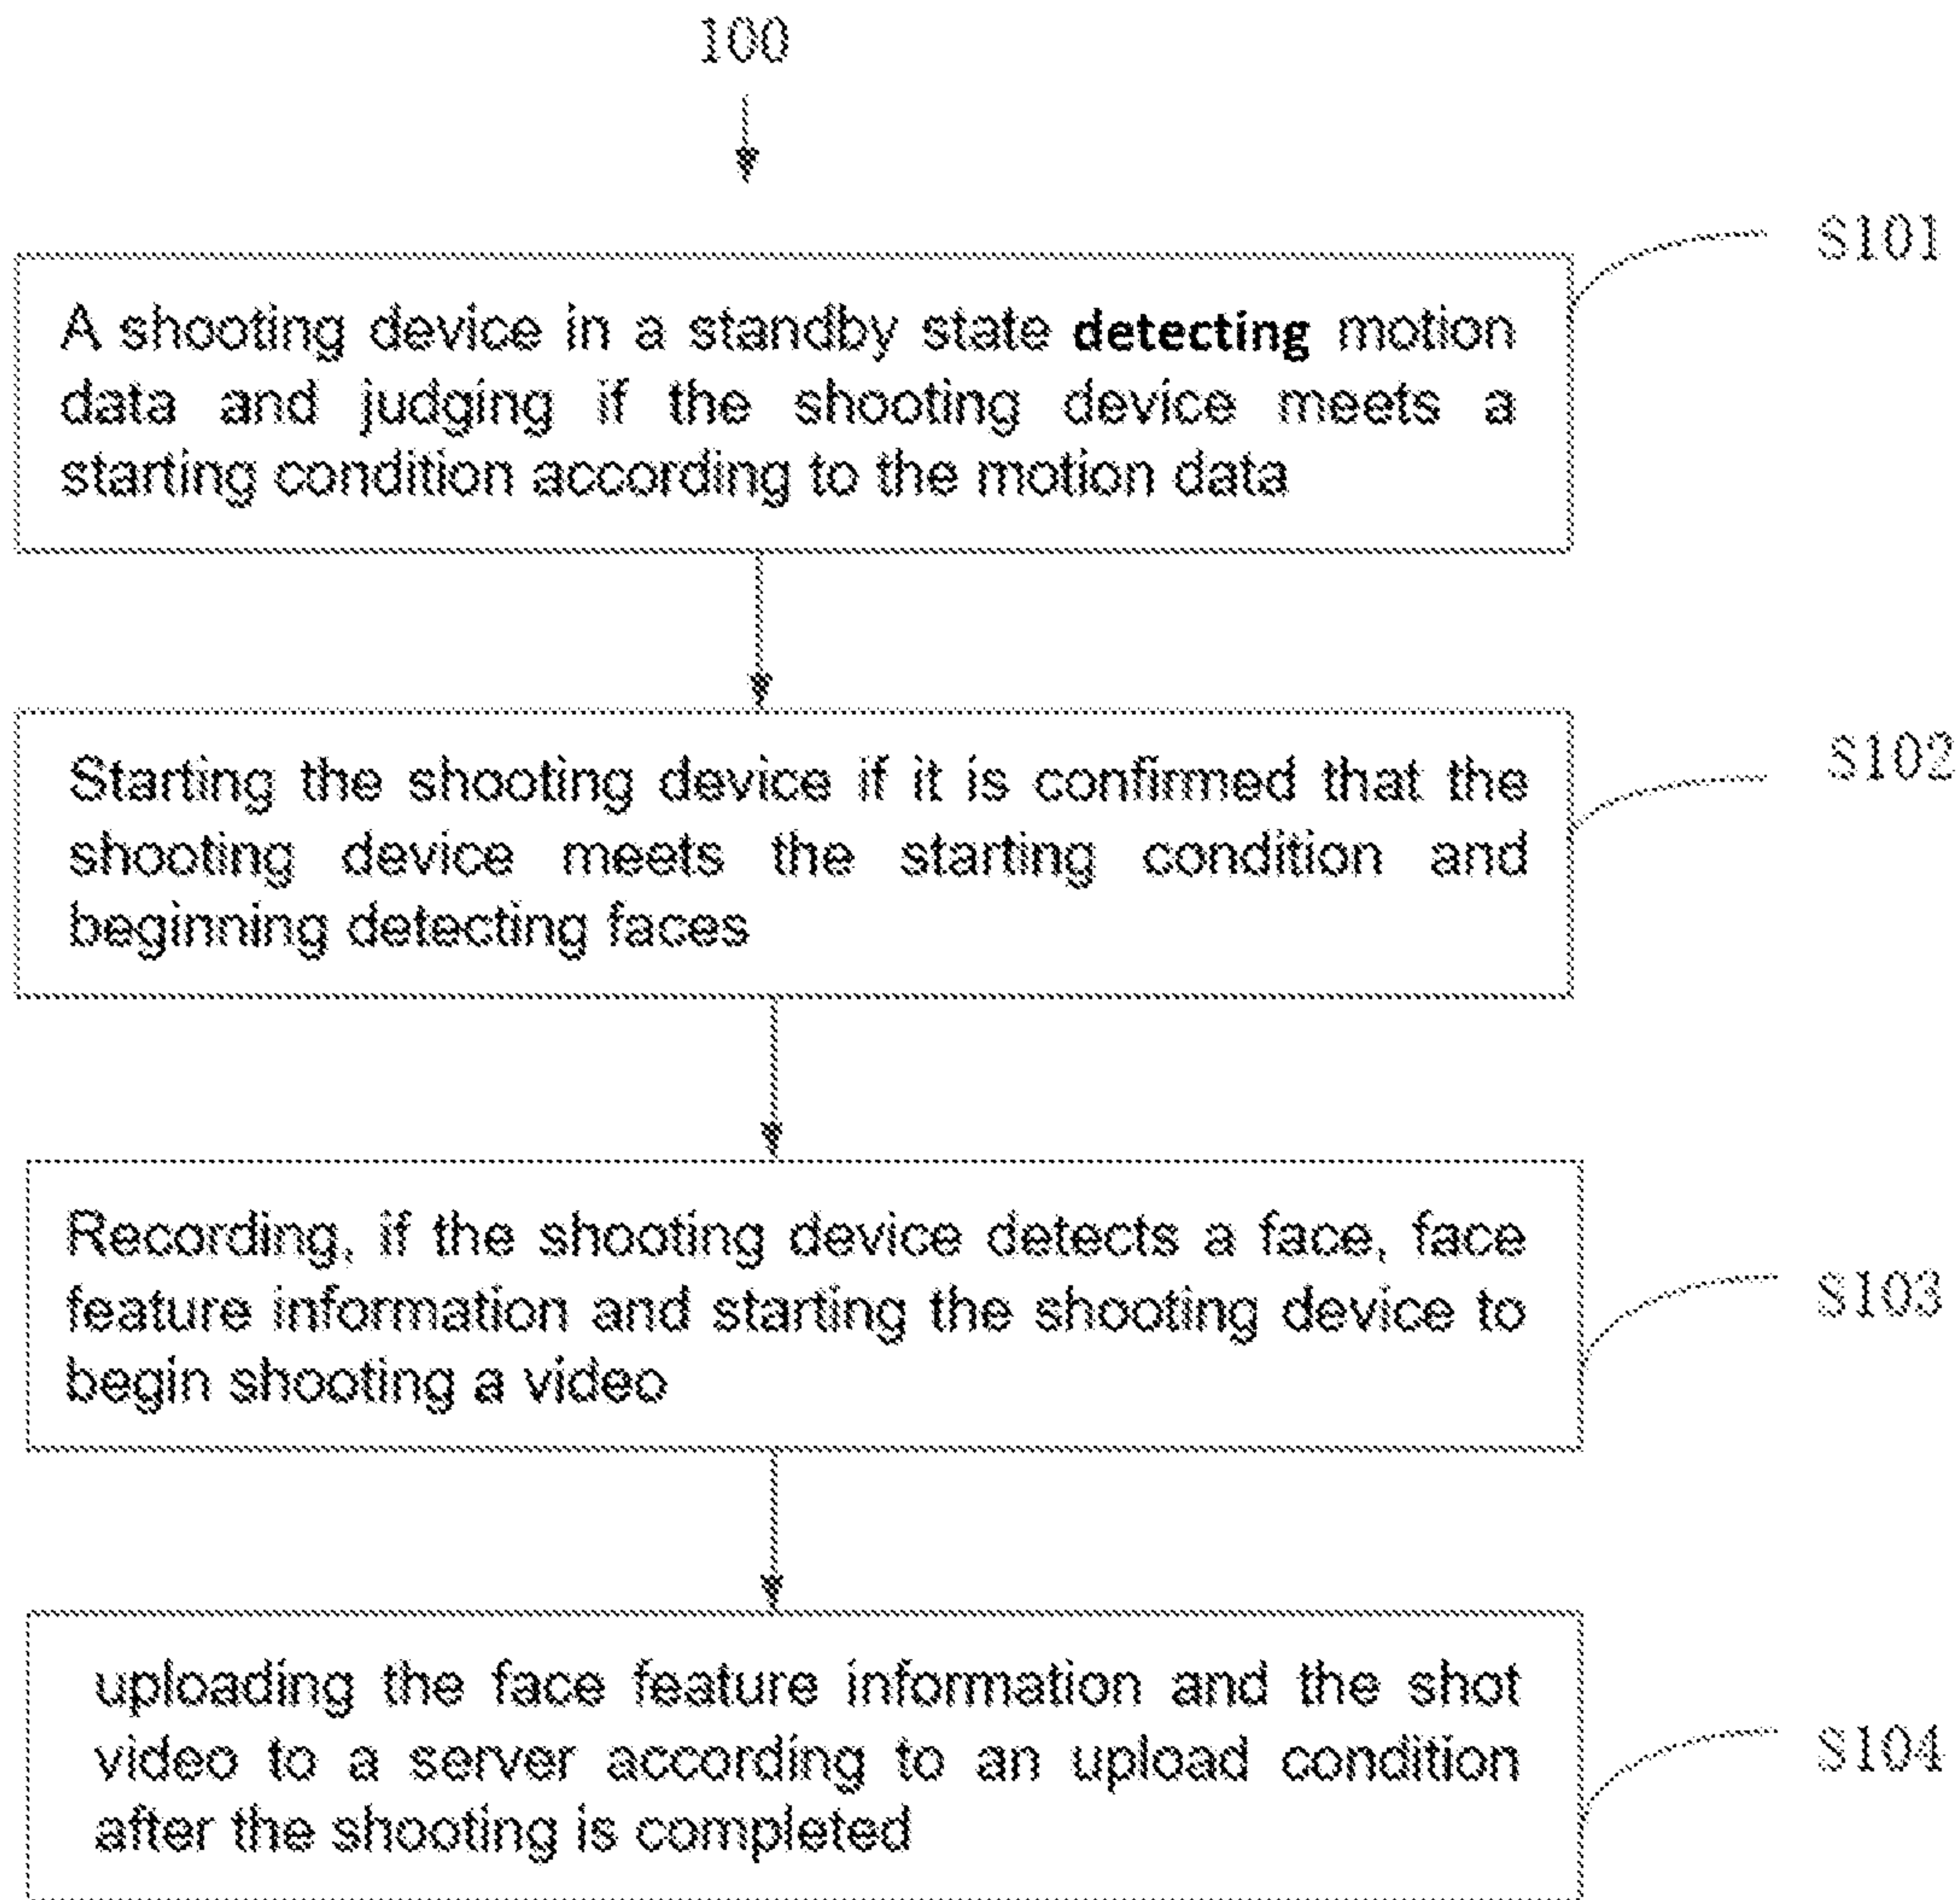 100
S101
A shooting device in a standby state detecting motion
data and judging if the shooting device meets a
starting condition according to the motion data
S102
Starting the shooting device if it is confirmed that the
shooting device meets the starting condition and
beginning detecting faces
Recording, if the shooting device detects a face, face
feature information and starting the shooting device to
begin shooting a video
S103
uploading the face feature information and the shot
video to a server according to an upload condition
after the shooting is completed
S104